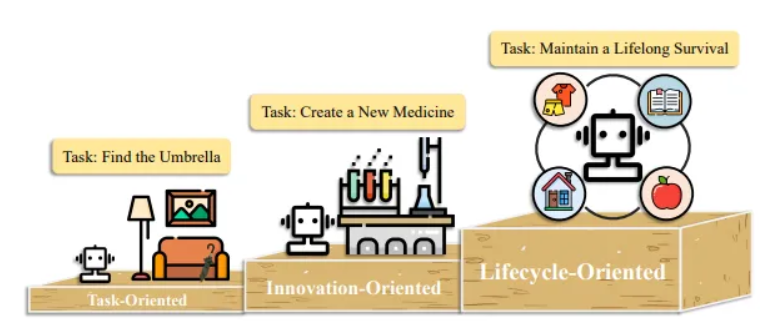 Task: Maintain a Lifelong Survival
Task: Create a New Medicine
Task: Find the Umbrella
Task-Oriented
Innovation-Oriented
Lifecycle-Oriented